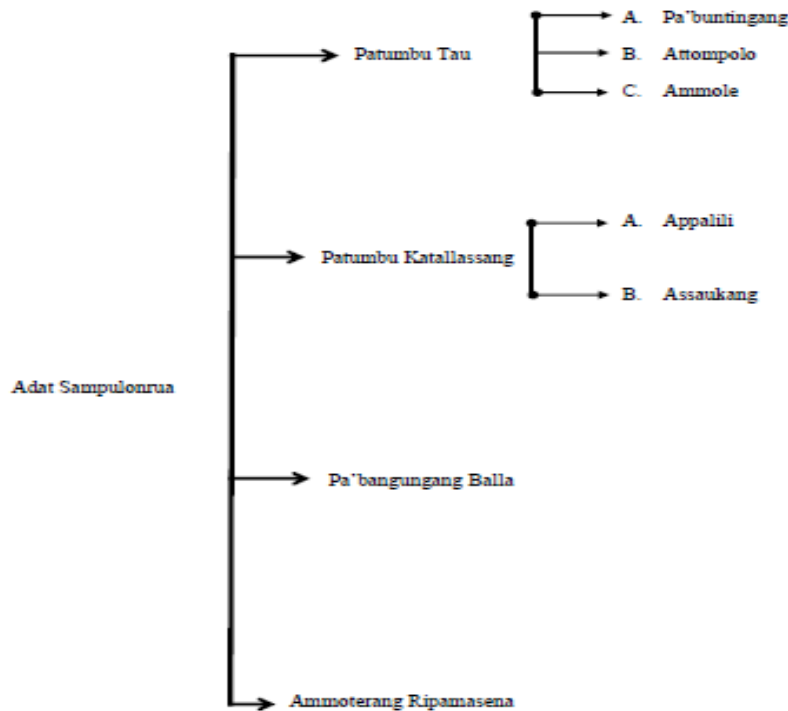 Patumbu Tau
A. Pa'buntingang
B. Attompolo
C. Ammole
Patumbu Katallassang
A. Appalili
B. Assaukang
Adat Sampulonrua
Pa'bangungang Balla
Ammoterang Ripamasena